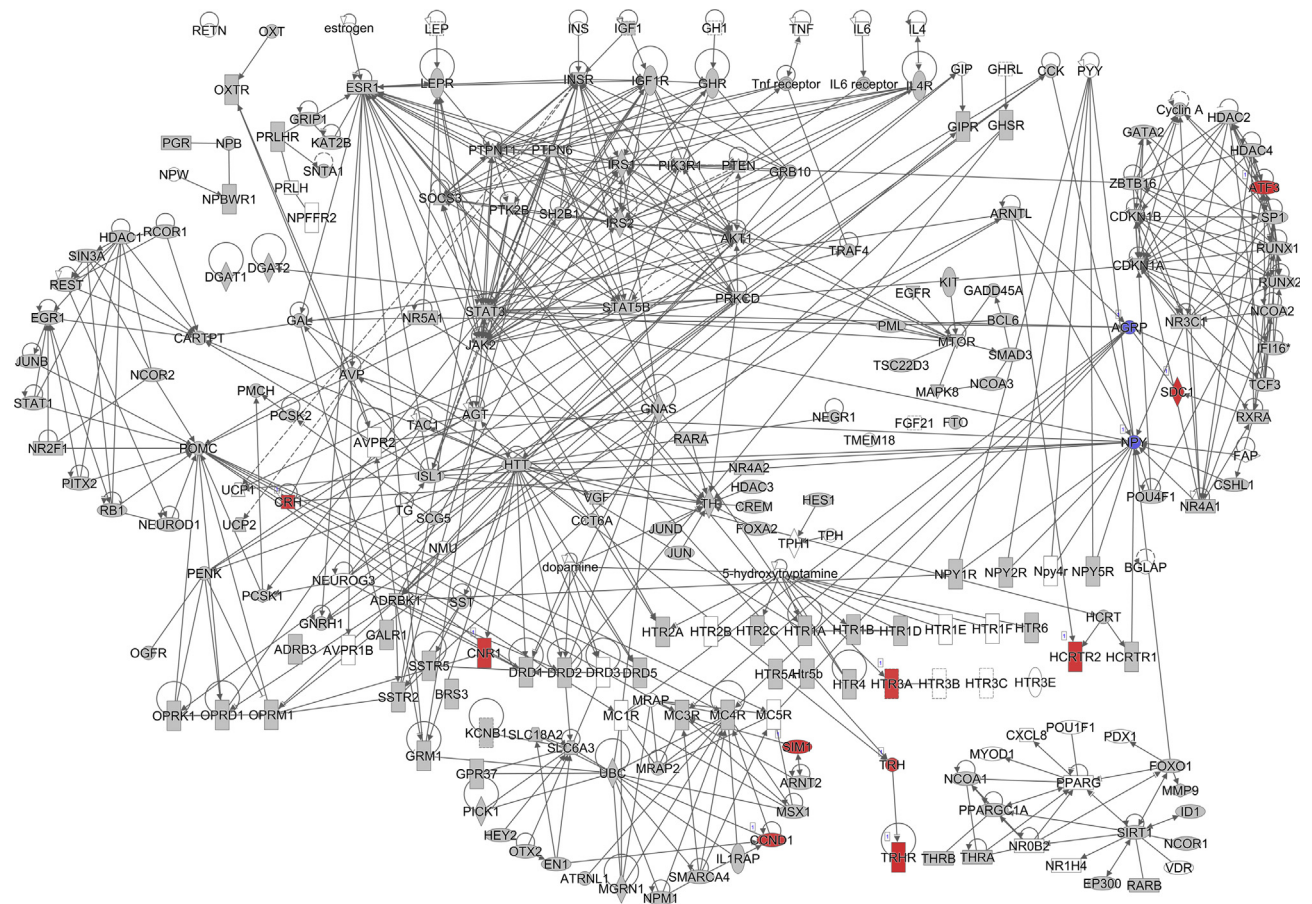 RETN
OXT
estrogen
LEP
INS
IGF1
GH1
TNF
IL6
IL4
OXTR
ESR1
LEPR
INSR
IGF1R
GHR
Tnf receptor
IL6 receptor
IL4R
GIP
GHRL
CCK
PYY
Cyclin A
HDAC2
GRIP1
KAT2B
PRLHR
SNTA1
PGR
NPB
NPW
NPBWR1
PRLH
NPFFR2
PTPN11
PTPN6
IRS1
PIK3R1
PTEN
GRB10
GIPR
GHSR
GATA2
HDAC4
ZBTB16
ATF3
SOCS3
PTK2B
SH2B1
IRS2
AKT1
TRAF4
ARNTL
CDKN1B
SP1
RUNX1
HDAC1
RCOR1
SIN3A
REST
DGAT1
DGAT2
CDKN1A
RUNX2
EGR1
CARTPT
GAL
NR5A1
STAT3
STAT5B
PRKCD
EGFR
KIT
GADD45A
NCOA2
JAK2
PML
BCL6
MTOR
AGRP
NR3C1
IFI16
JUNB
NCOR2
AVP
TSC22D3
SMAD3
MAPK8
NCOA3
TCF3
STAT1
PMCH
PCSK2
TAC1
AGT
GNAS
NEGR1
FGF21
FTO
SDC1
RXRA
NR2F1
POMC
AVPR2
RARA
TMEM18
NPY
FAP
PITX2
UCP1
CRH
ISL1
HTT
NR4A2
HDAC3
CSHL1
POU4F1
NR4A1
RB1
NEUROD1
UCP2
TG
SCG5
VGF
CCT6A
TH
CREM
HES1
JUND
FOXA2
TPH1
TPH
JUN
NMU
PENK
NEUROG3
dopamine
5-hydroxytryptamine
NPY1R
NPY2R
Npy4r
NPY5R
BGLAP
PCSK1
GNRH1
ADRBK1
SST
OGFR
ADRB3
AVPR1B
GALR1
CNR1
HTR2A
HTR2B
HTR2C
HTR1A
HTR1B
HTR1D
HTR1E
HTR1F
HTR6
HCRT
HCRTR2
HCRTR1
SSTR5
DRD1
DRD2
DRD3
DRD5
HTR5A
Htr5b
HTR4
HTR3A
HTR3B
HTR3C
HTR3E
SSTR2
BRS3
OPRK1
OPRD1
OPRM1
MRAP
MC1R
MC3R
MC4R
MC5R
KCNB1
SLC18A2
SLC6A3
GRM1
SIM1
TRH
CXCL8
POU1F1
PDX1
MYOD1
GPR37
UBC
MRAP2
ARNT2
NCOA1
PPARG
FOXO1
MMP9
PICK1
MSX1
PPARGC1A
ID1
HEY2
CCND1
SIRT1
OTX2
NR0B2
NCOR1
EN1
IL1RAP
TRHR
THRB
THRA
NR1H4
VDR
ATRNL1
MGRN1
SMARCA4
NPM1
EP300
RARB